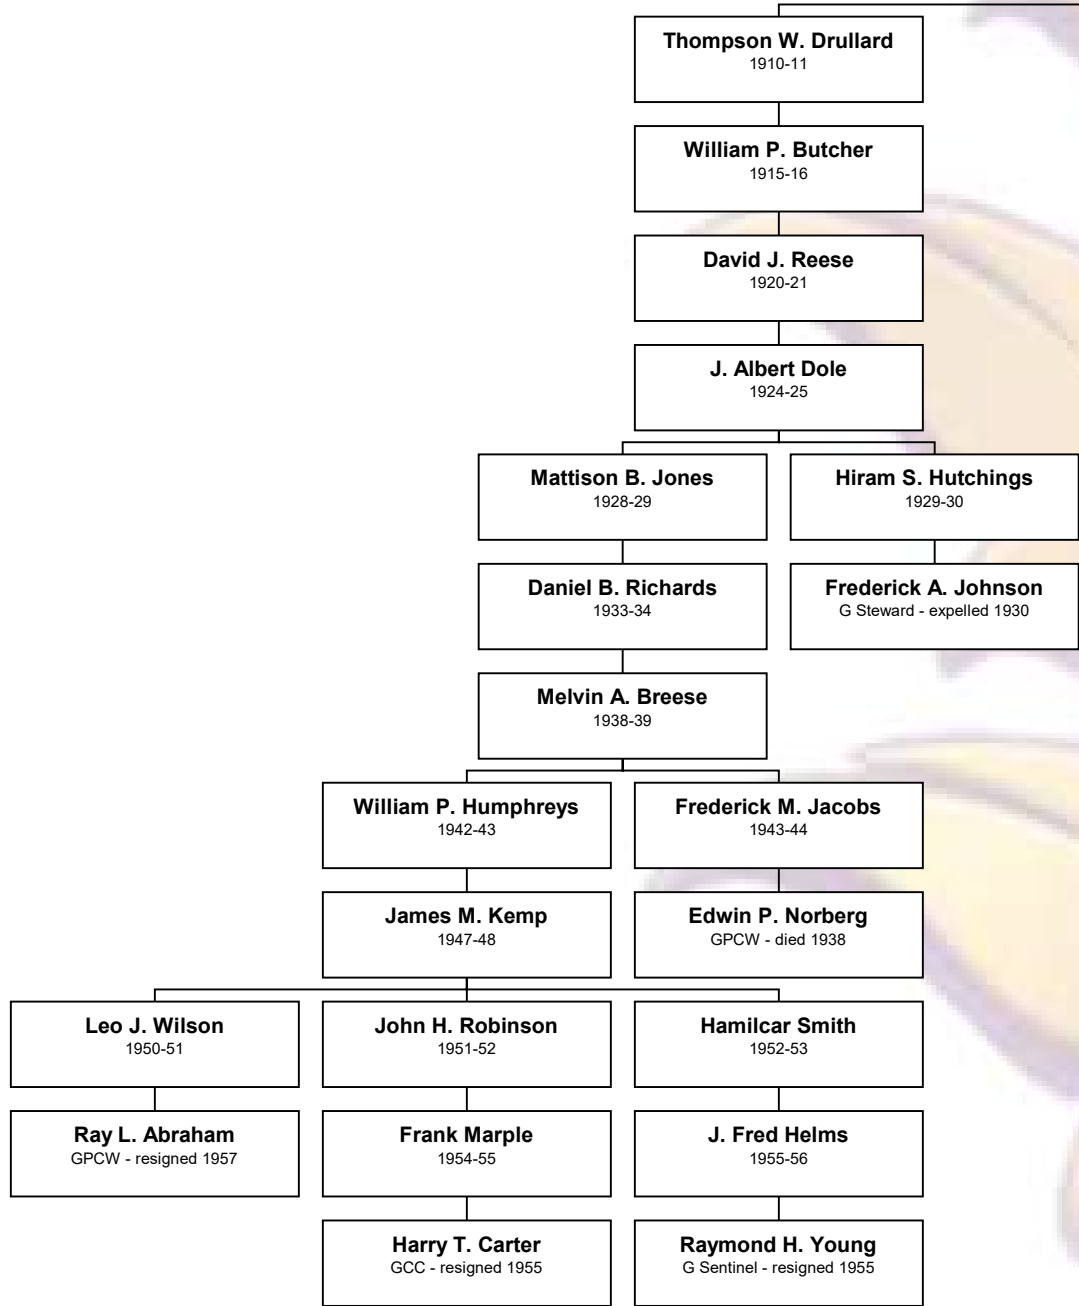 Thompson W. Drullard
1910-11
William P. Butcher
1915-16
David J. Reese
1920-21
J. Albert Dole
1924-25
Mattison B. Jones
1928-29
Hiram S. Hutchings
1929-30
Daniel B. Richards
1933-34
Frederick A. Johnson
G Steward - expelled 1930
Melvin A. Breese
1938-39
William P. Humphreys
1942-43
Frederick M. Jacobs
1943-44
James M. Kemp
1947-48
Edwin P. Norberg
GPCW - died 1938
Leo J. Wilson
1950-51
John H. Robinson
1951-52
Hamilcar Smith
1952-53
Ray L. Abraham
GPCW - resigned 1957
Frank Marple
1954-55
J. Fred Helms
1955-56
Harry T. Carter
GCC - resigned 1955
Raymond H. Young
G Sentinel - resigned 1955